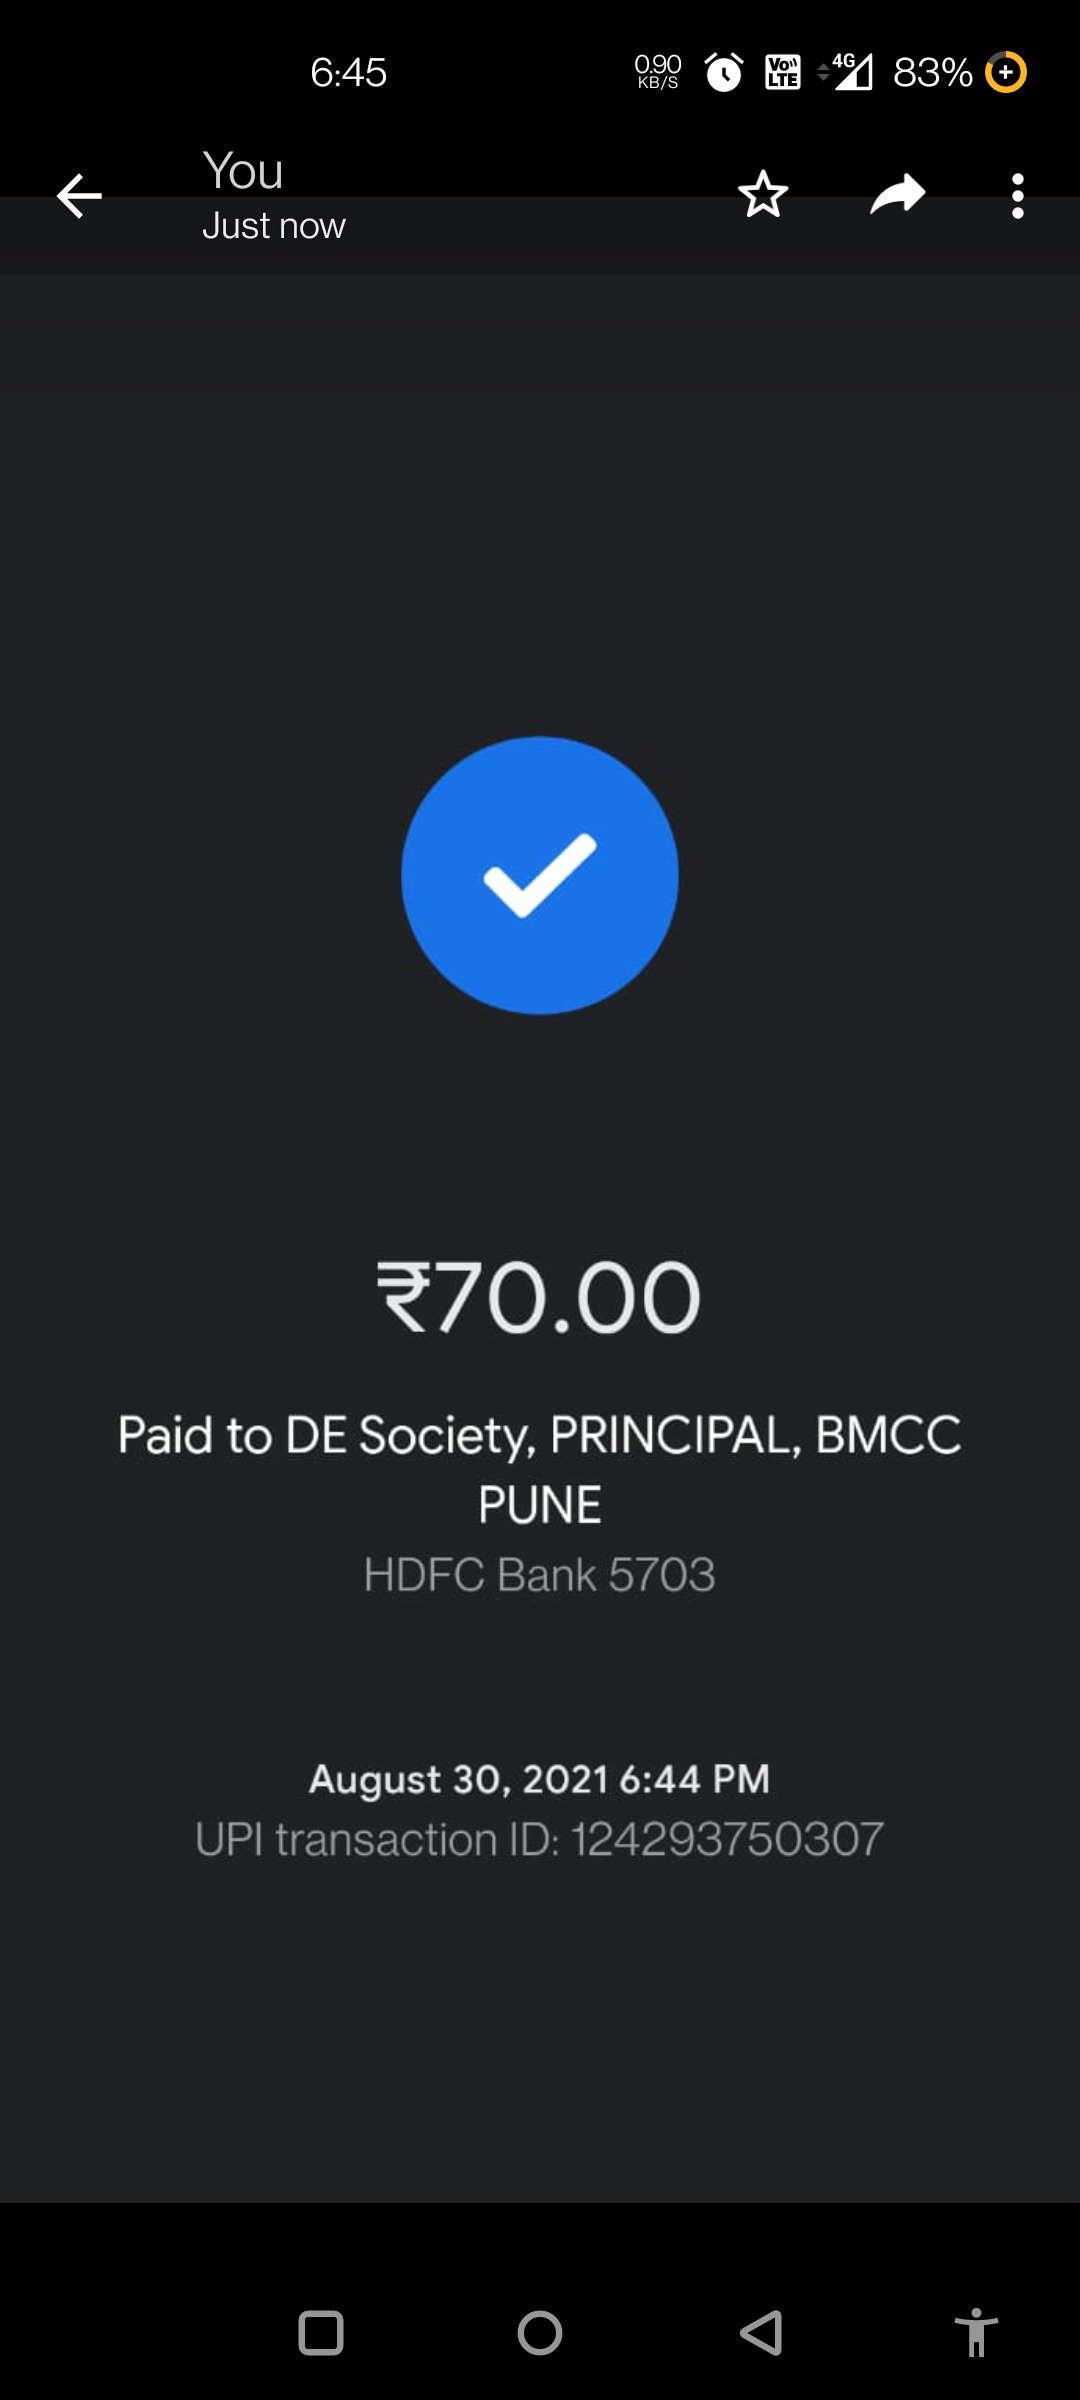 6:45
0.90
KB/S
Vo))
LTE
4G
83%
You
Just now
₹70.00
Paid to DE Society, PRINCIPAL, BMCC
PUNE
HDFC Bank 5703
August 30, 2021 6:44 PM
UPI transaction ID: 124293750307